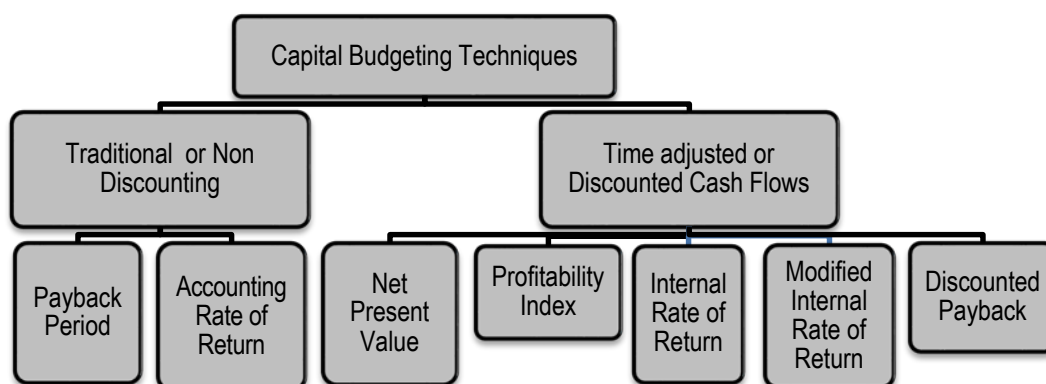 Capital Budgeting Techniques
Traditional or Non
Discounting
Time adjusted or
Discounted Cash Flows
Payback
Period
Accounting
Rate of
Return
Net
Present
Value
Profitability
Index
Internal
Rate of
Return
Modified
Internal
Rate of
Return
Discounted
Payback